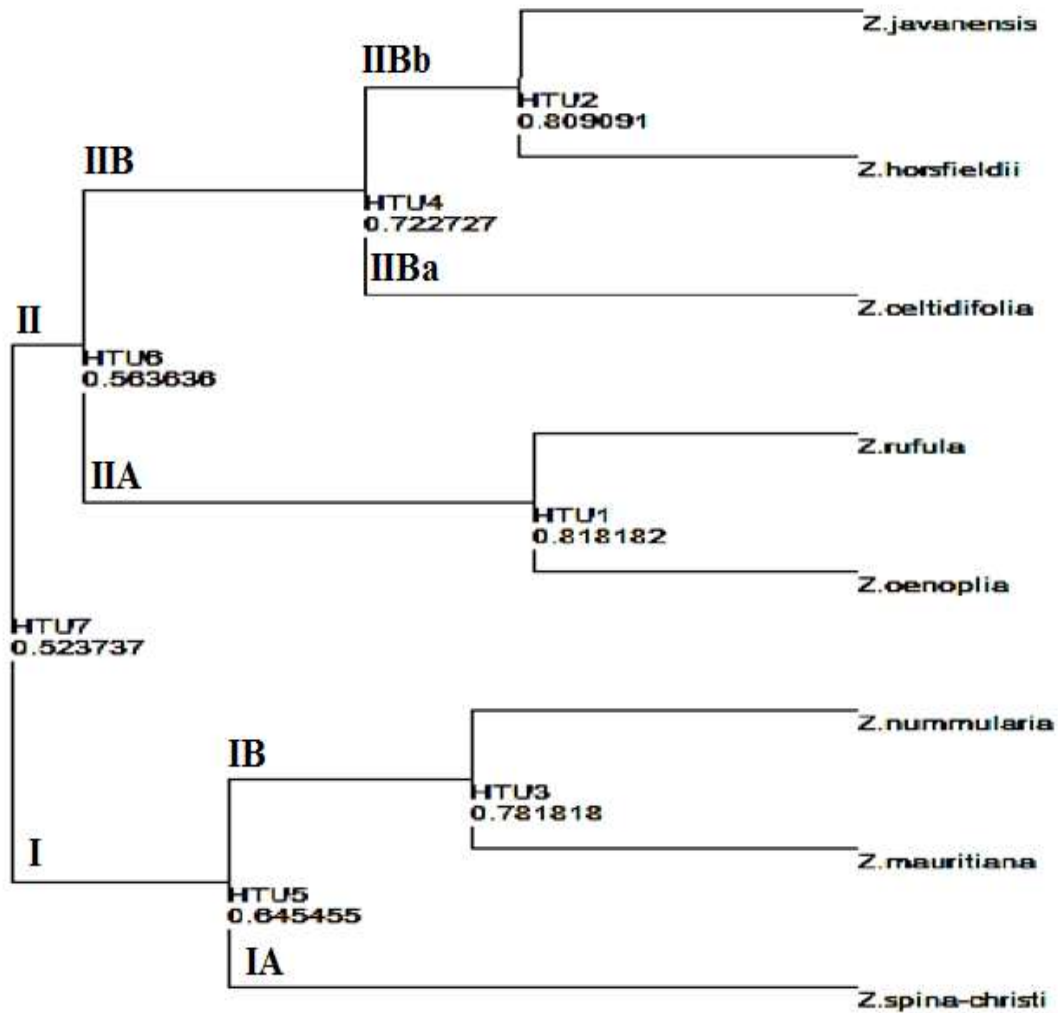 Z.javanensis
IIBb
HTU2
0.809091
IIB
Z.horsfieldii
HTU4
0.722727
IIBa
Z.celtidifolia
II
HTU6
0.563636
Z.rufula
IIA
HTU1
0.818182
Z.oenoplia
HTU7
0.523737
Z.nummularia
IB
HTU3
0.781818
I
Z.mauritiana
HTU5
0.645455
IA
Z.spina-christi